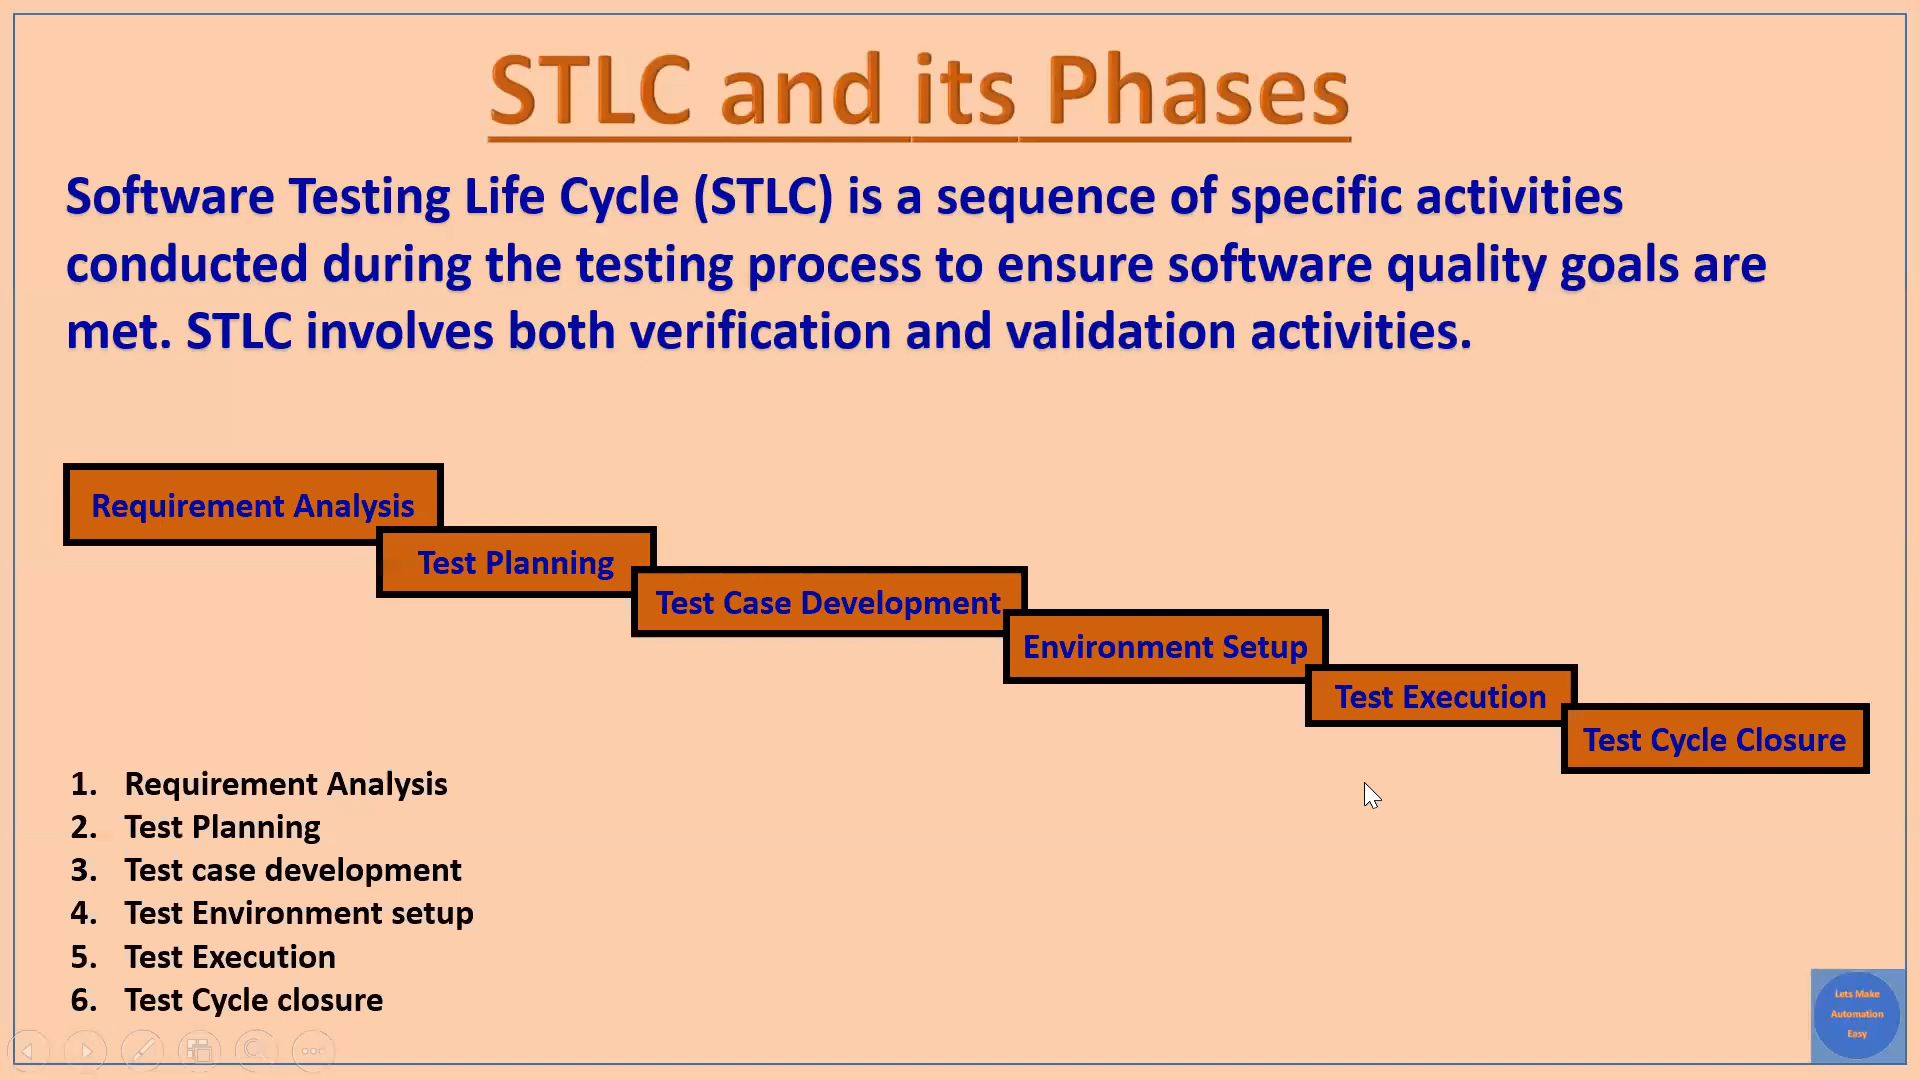 STLC and its Phases
Software Testing Life Cycle (STLC) is a sequence of specific activities
conducted during the testing process to ensure software quality goals are
met. STLC involves both verification and validation activities.
Requirement Analysis
Test Planning
Test Case Development
Environment Setup
Test Execution
Test Cycle Closure
1. Requirement Analysis
2. Test Planning
3. Test case development
4. Test Environment setup
5. Test Execution
6. Test Cycle closure
Lets Make
Automation
Easy